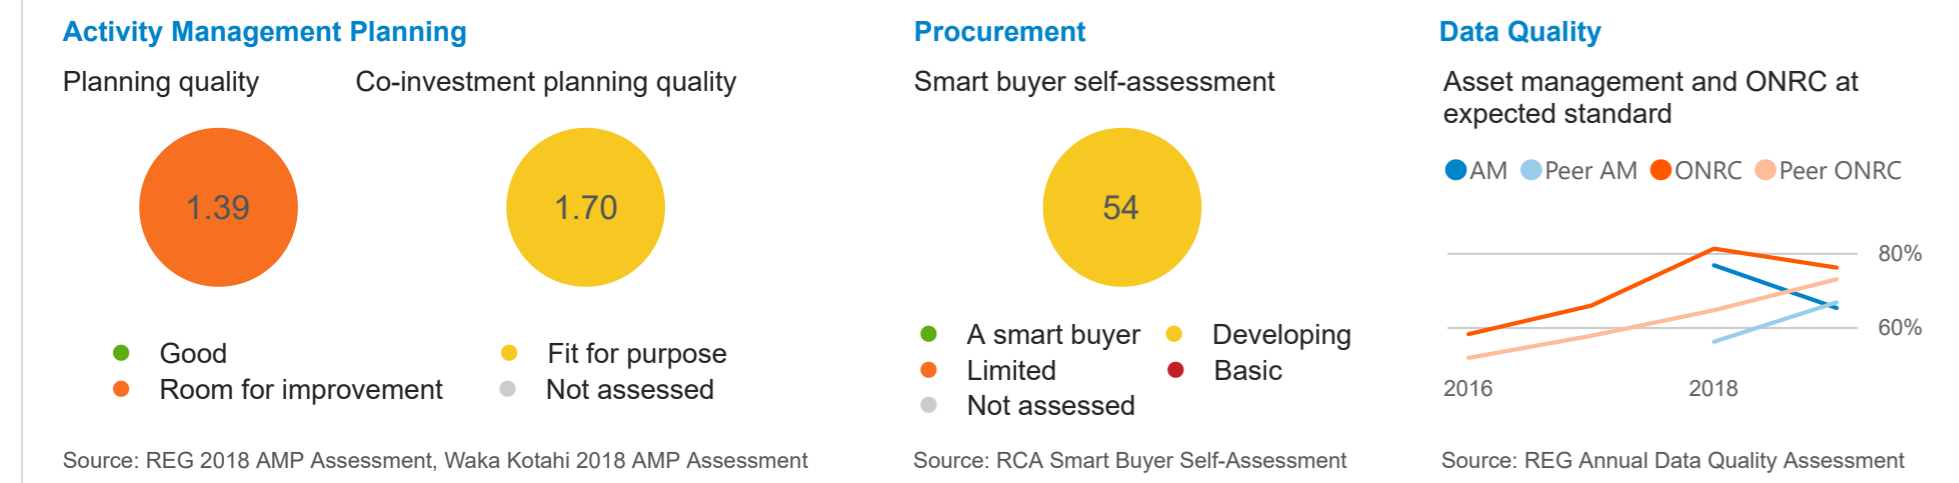 Activity Management Planning
Planning quality
Co-investment planning quality
1.39
1.70
Good
Fit for purpose
Room for improvement
Not assessed
Source: REG 2018 AMP Assessment, Waka Kotahi 2018 AMP Assessment
Procurement
Smart buyer self-assessment
54
A smart buyer
Developing
Limited
Basic
Not assessed
Source: RCA Smart Buyer Self-Assessment
Data Quality
Asset management and ONRC at
expected standard
AM Peer AM ONRC Peer ONRC
80%
60%
2016
2018
Source: REG Annual Data Quality Assessment